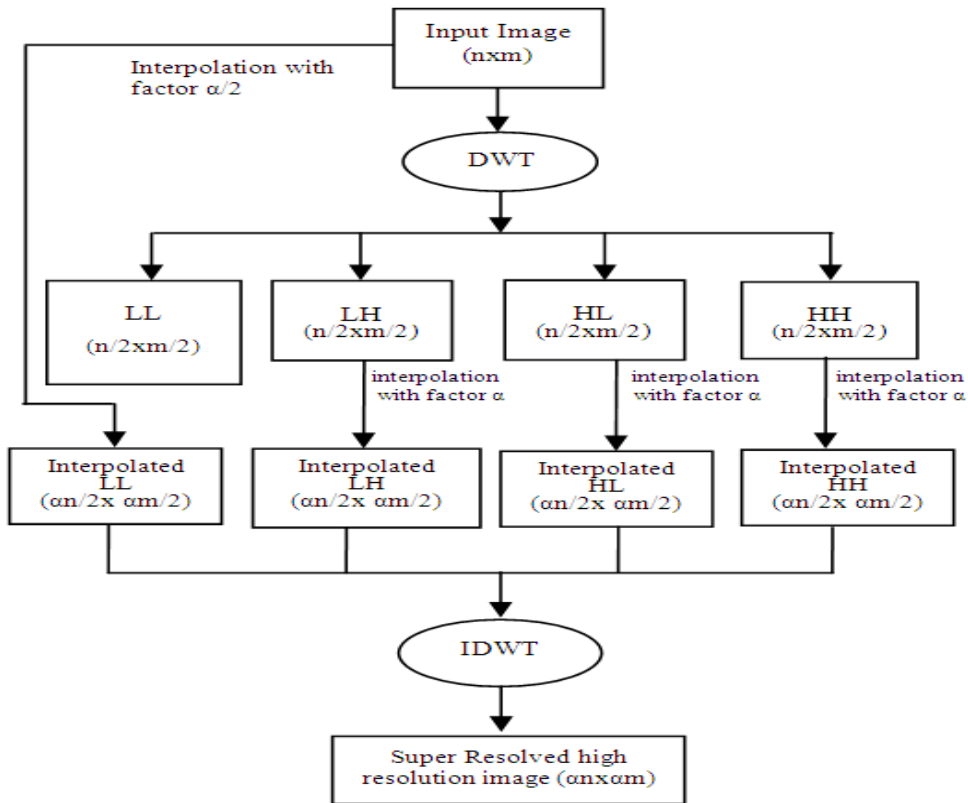 Input Image
(nxm)
Interpolation with
factor α/2
DWT
LL
(n/2xm/2)
LH
(n/2xm/2)
HL
(n/2xm/2)
HH
(n/2xm/2)
interpolation
with factor α
interpolation
with factor α
interpolation
with factor α
Interpolated
LL
(αn/2x αm/2)
Interpolated
LH
(αn/2x αm/2)
Interpolated
HL
(αn/2x αm/2)
Interpolated
HH
(αn/2x αm/2)
IDWT
Super Resolved high
resolution image (αnxαm)